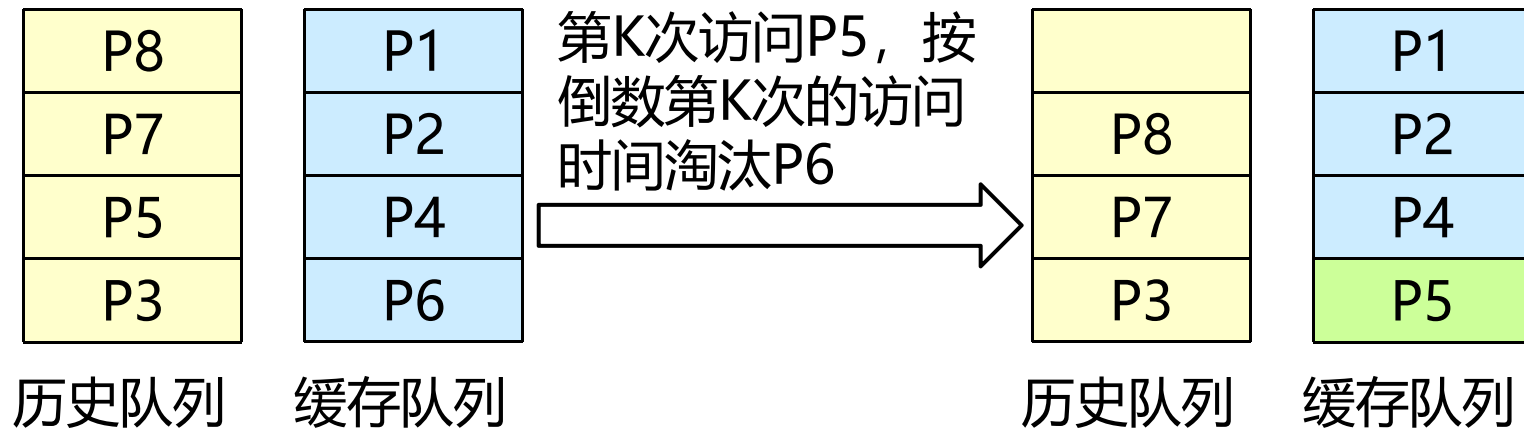 P8
P7
P5
P3
历史队列
P1
P2
P4
P6
缓存队列
第K次访问P5，按
倒数第K次的访问
时间淘汰P6
P8
P7
P3
历史队列
P1
P2
P4
P5
缓存队列